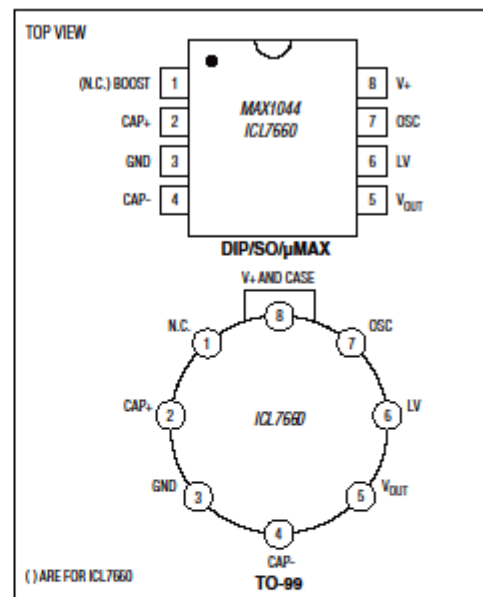 TOP VIEW
(N.C.) BOOST 1
CAP+ 2
GND 3
CAP- 4
MAX1044
ICL7660
8 V+
7 OSC
6 LV
5 VOUT
DIP/SO/µMAX
V+ AND CASE
8
N.C. 1
7 OSC
CAP+ 2
ICL7660
6 LV
GND 3
5 VOUT
4
CAP-
TO-99
( ) ARE FOR ICL7660